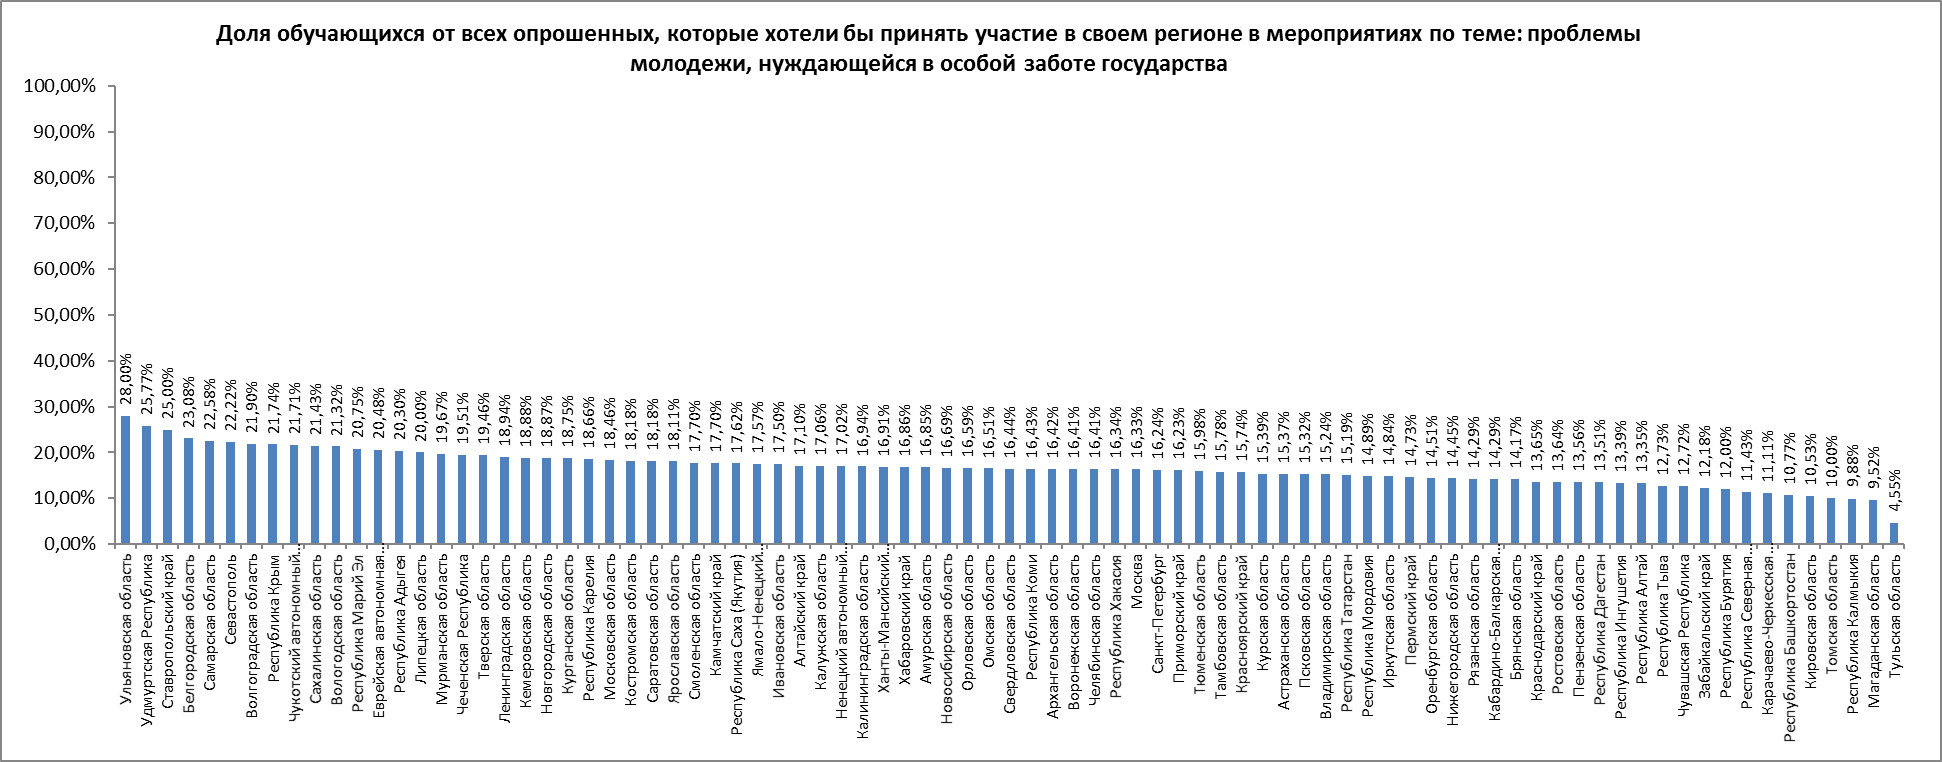 Доля обучающихся от всех опрошенных, которые хотели бы принять участие в своем регионе в мероприятиях по теме: проблемы
молодежи, нуждающейся в особой заботе государства
100,00%
90,00%
80,00%
70,00%
60,00%
50,00%
40,00%
30,00%
20,00%
10,00%
0,00%
28,00%
25,77%
25,00%
23,08%
22,58%
22,22%
21,90%
21,74%
21,71%
21,43%
21,32%
20,75%
20,48%
20,30%
20,00%
19,67%
19,51%
19,46%
18,94%
18,88%
18,87%
18,75%
18,66%
18,46%
18,18%
18,18%
18,11%
17,70%
17,70%
17,62%
17,57%
17,50%
17,10%
17,06%
17,02%
16,94%
16,91%
16,86%
16,85%
16,69%
16,59%
16,51%
16,44%
16,43%
16,42%
16,41%
16,41%
16,34%
16,33%
16,24%
16,23%
15,98%
15,78%
15,74%
15,39%
15,37%
15,32%
15,24%
15,19%
14,89%
14,84%
14,73%
14,51%
14,45%
14,29%
14,29%
14,17%
13,65%
13,64%
13,56%
13,51%
13,39%
13,35%
12,73%
12,72%
12,18%
12,00%
11,43%
11,11%
10,77%
10,53%
10,00%
9,88%
9,52%
4,55%
Ульяновская область
Удмуртская Республика
Ставропольский край
Белгородская область
Самарская область
Севастополь
Волгоградская область
Республика Крым
Чукотский автономный...
Сахалинская область
Вологодская область
Республика Марий Эл
Еврейская автономная...
Республика Адыгея
Липецкая область
Мурманская область
Чеченская Республика
Тверская область
Ленинградская область
Кемеровская область
Новгородская область
Курганская область
Республика Карелия
Московская область
Костромская область
Саратовская область
Ярославская область
Смоленская область
Камчатский край
Республика Саха (Якутия)
Ямало-Ненецкий...
Ивановская область
Алтайский край
Калужская область
Ненецкий автономный...
Калининградская область
Ханты-Мансийский...
Хабаровский край
Амурская область
Новосибирская область
Орловская область
Омская область
Свердловская область
Республика Коми
Архангельская область
Воронежская область
Челябинская область
Республика Хакасия
Москва
Санкт-Петербург
Приморский край
Тюменская область
Тамбовская область
Красноярский край
Курская область
Астраханская область
Псковская область
Владимирская область
Республика Татарстан
Республика Мордовия
Иркутская область
Пермский край
Оренбургская область
Нижегородская область
Рязанская область
Кабардино-Балкарская...
Брянская область
Краснодарский край
Ростовская область
Пензенская область
Республика Дагестан
Республика Ингушетия
Республика Алтай
Республика Тыва
Чувашская Республика
Забайкальский край
Республика Бурятия
Республика Северная...
Карачаево-Черкесская...
Республика Башкортостан
Кировская область
Томская область
Республика Калмыкия
Магаданская область
Тульская область